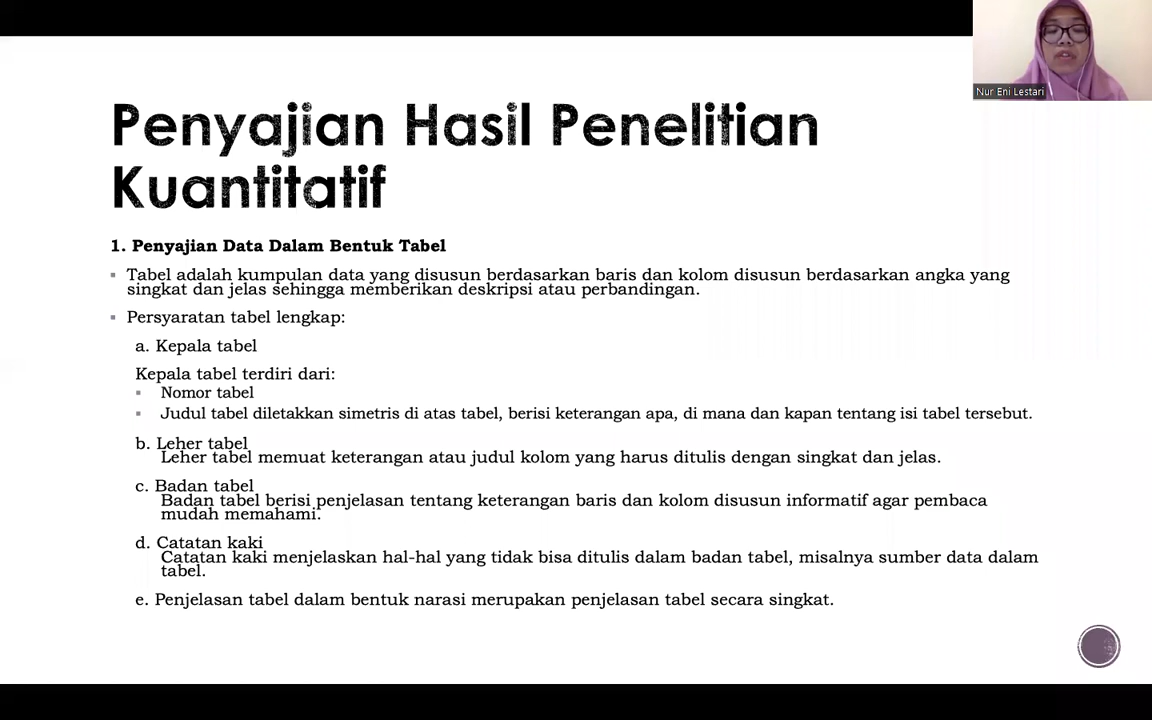 Nur Eni Lestari
Penyajian Hasil Penelitian
Kuantitatif
1. Penyajian Data Dalam Bentuk Tabel
▪ Tabel adalah kumpulan data yang disusun berdasarkan baris dan kolom disusun berdasarkan angka yang
singkat dan jelas sehingga memberikan deskripsi atau perbandingan.
▪ Persyaratan tabel lengkap:
a. Kepala tabel
Kepala tabel terdiri dari:
▪ Nomor tabel
▪ Judul tabel diletakkan simetris di atas tabel, berisi keterangan apa, di mana dan kapan tentang isi tabel tersebut.
b. Leher tabel
Leher tabel memuat keterangan atau judul kolom yang harus ditulis dengan singkat dan jelas.
c. Badan tabel
Badan tabel berisi penjelasan tentang keterangan baris dan kolom disusun informatif agar pembaca
mudah memahami.
d. Catatan kaki
Catatan kaki menjelaskan hal-hal yang tidak bisa ditulis dalam badan tabel, misalnya sumber data dalam
tabel.
e. Penjelasan tabel dalam bentuk narasi merupakan penjelasan tabel secara singkat.